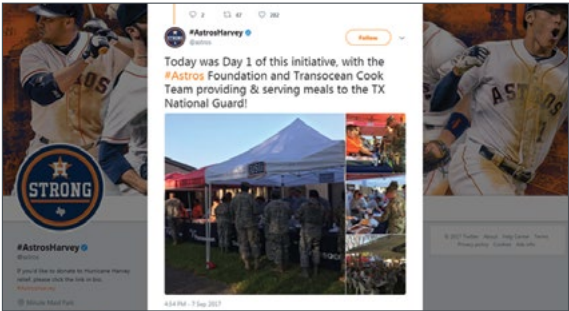 2 67 202
#AstrosHarvey
@astros
Follow
Today was Day 1 of this initiative, with the
#Astros Foundation and Transocean Cook
Team providing & serving meals to the TX
National Guard!
4:54 PM - 7 Sep 2017
STRONG
#AstrosHarvey
@astros
If you'd like to donate to Hurricane Harvey
relief, please click the link in bio.
#AstrosHarvey
Minute Maid Park
ASTROS
© 2017 Twitter About Help Center Terms
Privacy policy Cookies Ads info